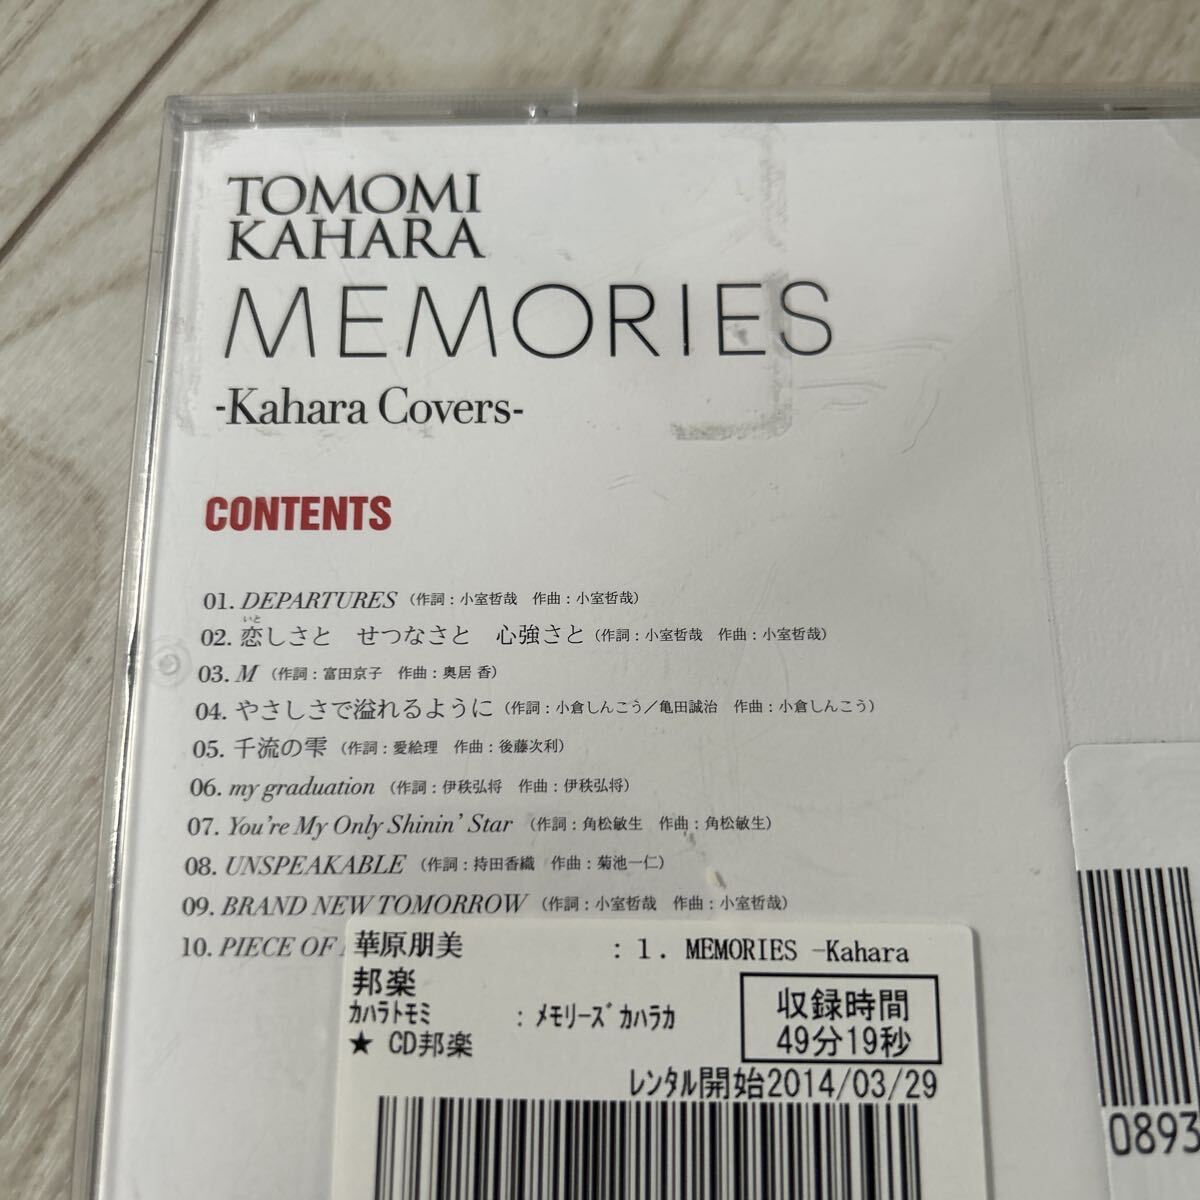 TOMOMI
KAHARA
MEMORIES
-Kahara Covers-
CONTENTS
01. DEPARTURES (作詞：小室哲哉　作曲：小室哲哉)
いと
02. 恋しさと　せつなさと　心強さと (作詞：小室哲哉　作曲：小室哲哉)
03. M (作詞：富田京子　作曲：奥居 香)
04. やさしさで溢れるように (作詞：小倉しんこう／亀田誠治　作曲：小倉しんこう)
05. 千流の雫 (作詞：愛絵理　作曲：後藤次利)
06. my graduation (作詞：伊秩弘将　作曲：伊秩弘将)
07. You're My Only Shinin' Star (作詞：角松敏生　作曲：角松敏生)
08. UNSPEAKABLE (作詞：持田香織　作曲：菊池一仁)
09. BRAND NEW TOMORROW (作詞：小室哲哉　作曲：小室哲哉)
10. PIECE OF
華原朋美 : 1. MEMORIES -Kahara
邦楽
ｶﾊﾗﾄﾓﾐ : ﾒﾓﾘｰｽﾞｶﾊﾗｶ
★ CD邦楽
収録時間
49分19秒
ﾚﾝﾀﾙ開始2014/03/29
0893